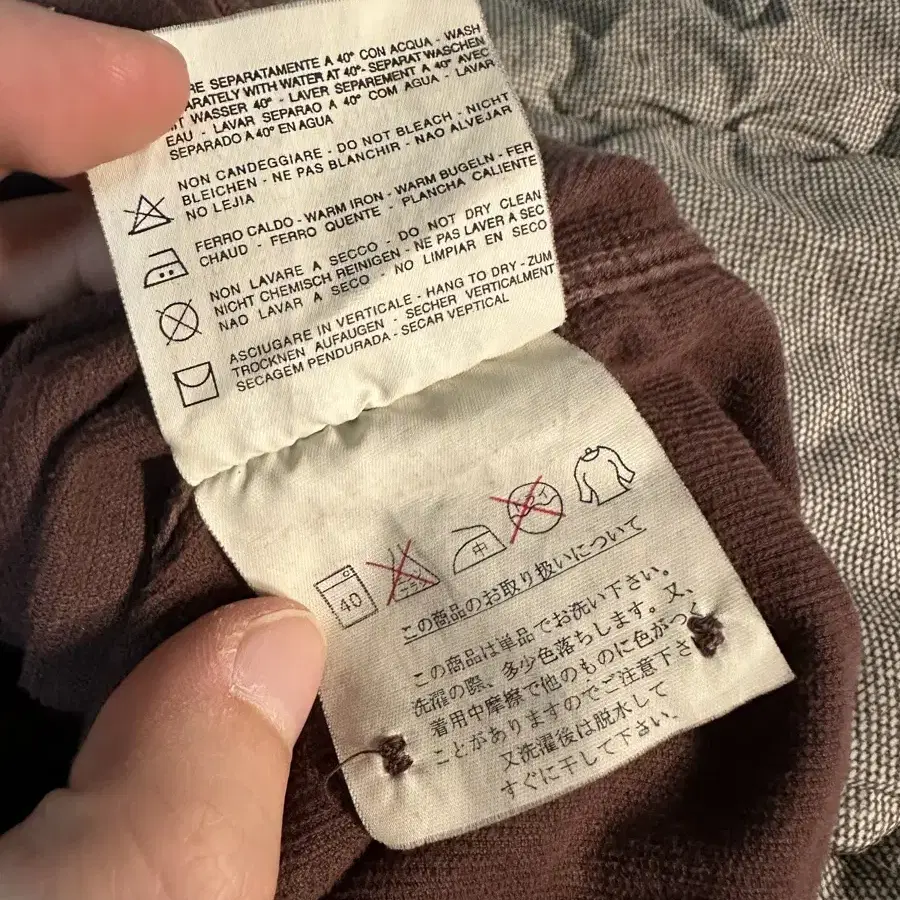 RE SEPARATAMENTE A 40° CON ACQUA - WASH
ARATELY WITH WATER AT 40°- SEPARAT WASCHEN
IT WASSER 40° - LAVER SEPAREMENT A 40° AVEC
EAU - LAVAR SEPARAO A 40° COM AGUA - LAVAR
SEPARADO A 40° EN AGUA
NON CANDEGGIARE - DO NOT BLEACH - NICHT
BLEICHEN - NE PAS BLANCHIR - NAO ALVEJAR
NO LEJIA
FERRO CALDO - WARM IRON - WARM BUGELN - FER
CHAUD - FERRO QUENTE - PLANCHA CALIENTE
NON LAVARE A SECCO - DO NOT DRY CLEAN
NICHT CHEMISCH REINIGEN - NE PAS LAVER A SEC
NAO LAVAR A SECO - NO LIMPIAR EN SECO
ASCIUGARE IN VERTICALE - HANG TO DRY - ZUM
TROCKNEN AUFAUGEN - SECHER VERTICALMENT
SECAGEM PENDURADA - SECAR VERTICAL
40 中
この商品のお取り扱いについて
この商品は単品でお洗い下さい。
洗濯の際、多少色落ちします。又、
着用中摩擦で他のものに色がつく
ことがありますのでご注意下さ
又洗濯後は脱水して
すぐに干して下さい。